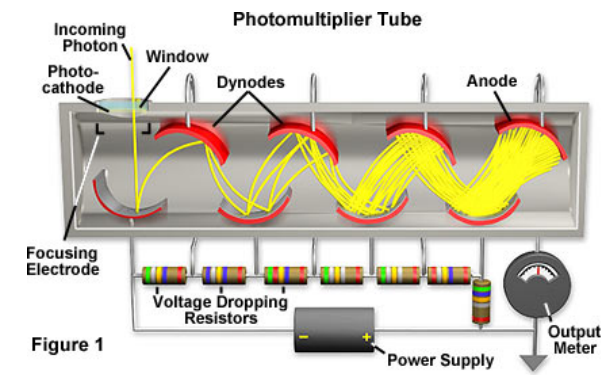 Photomultiplier Tube
Incoming
Photon
Window
Photo-
cathode
Dynodes
Anode
Focusing
Electrode
Voltage Dropping
Resistors
Figure 1
Power Supply
Output
Meter